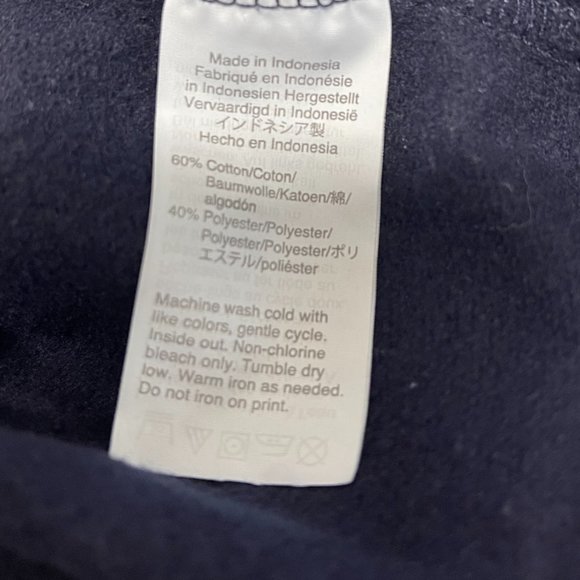 Made in Indonesia
Fabriqué en Indonésie
in Indonesien Hergestellt
Vervaardigd in Indonesië
インドネシア製
Hecho en Indonesia
60% Cotton/Coton/
Baumwolle/Katoen/綿/
algodón
40% Polyester/Polyester/
Polyester/Polyester/ポリ
エステル/poliéster
Machine wash cold with
like colors, gentle cycle.
Inside out. Non-chlorine
bleach only. Tumble dry
low. Warm iron as needed.
Do not iron on print.